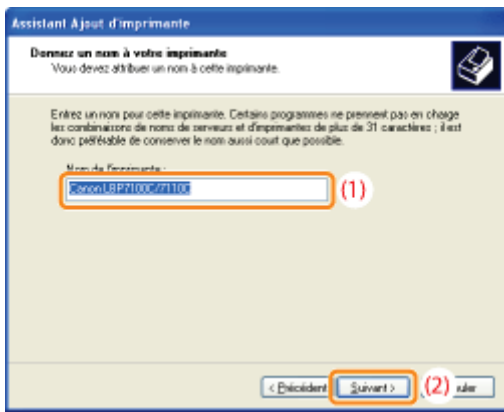 Assistant Ajout d'imprimante
Donnez un nom à votre imprimante
Vous devez attribuer un nom à cette imprimante.
Entrez un nom pour cette imprimante. Certains programmes ne prennent pas en charge
les combinaisons de noms de serveurs et d'imprimantes de plus de 31 caractères ; il est
donc préférable de conserver le nom aussi court que possible.
Nom de l'imprimante :
Canon LBP7100C/7110C
(1)
< Précédent Suivant > (2) uler